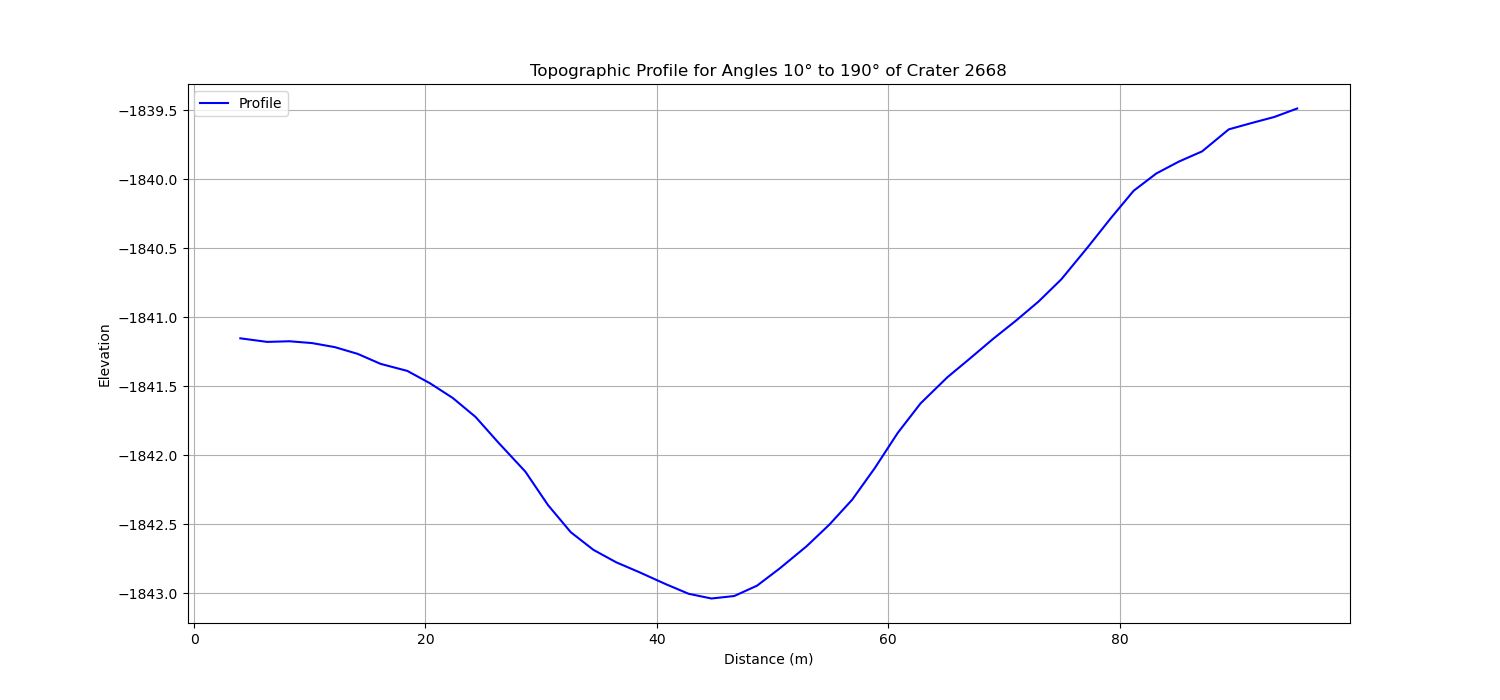 Topographic Profile for Angles 10° to 190° of Crater 2668
Profile
−1839.5
−1840.0
−1840.5
−1841.0
−1841.5
−1842.0
−1842.5
−1843.0
Elevation
0 20 40 60 80
Distance (m)